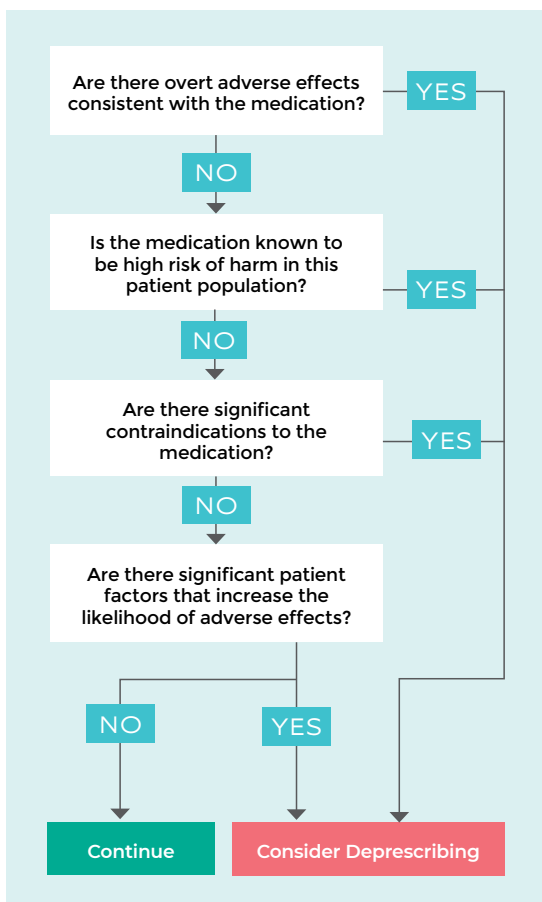 Are there overt adverse effects
consistent with the medication?
YES
NO
Is the medication known to
be high risk of harm in this
patient population?
YES
NO
Are there significant
contraindications to the
medication?
YES
NO
Are there significant patient
factors that increase the
likelihood of adverse effects?
NO
YES
Continue
Consider Deprescribing